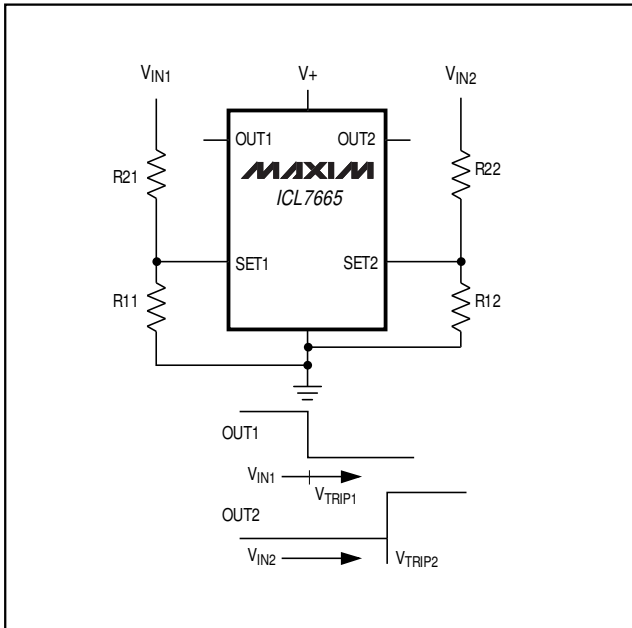 V+
VIN1
VIN2
OUT1
OUT2
MAXIM
ICL7665
R21
R22
SET1
SET2
R11
R12
OUT1
VIN1
VTRIP1
OUT2
VIN2
VTRIP2